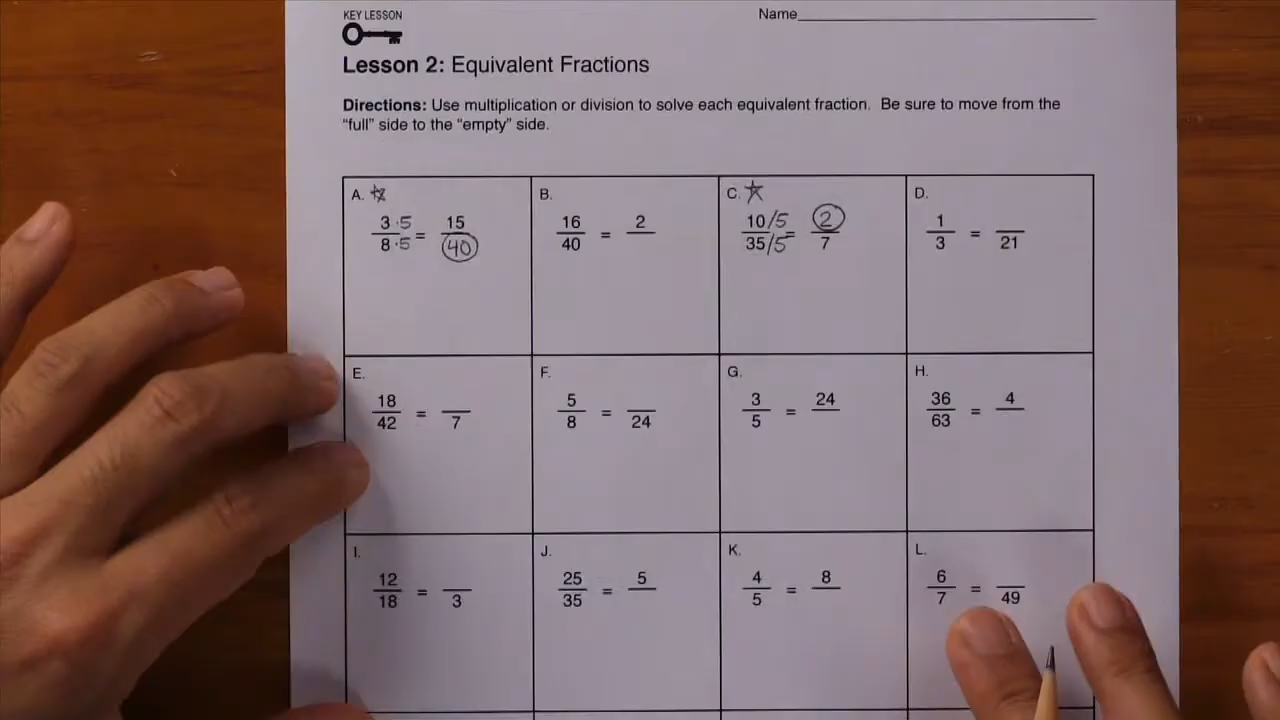 KEY LESSON
Name
Lesson 2: Equivalent Fractions
Directions: Use multiplication or division to solve each equivalent fraction. Be sure to move from the
“full” side to the “empty” side.
A. ☆
3·5/8·5 = 15/40
B.
16/40 = 2/
C. ☆
10/5 / 35/5 = 2/7
D.
1/3 = /21
E.
18/42 = /7
F.
5/8 = /24
G.
3/5 = 24/
H.
36/63 = 4/
I.
12/18 = /3
J.
25/35 = 5/
K.
4/5 = 8/
L.
6/7 = /49